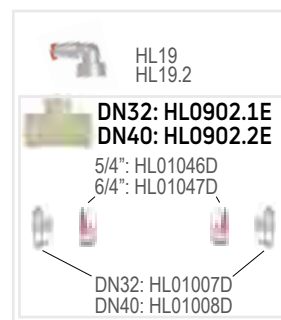 HL19
HL19.2
DN32: HL0902.1E
DN40: HL0902.2E
5/4”: HL01046D
6/4”: HL01047D
DN32: HL01007D
DN40: HL01008D